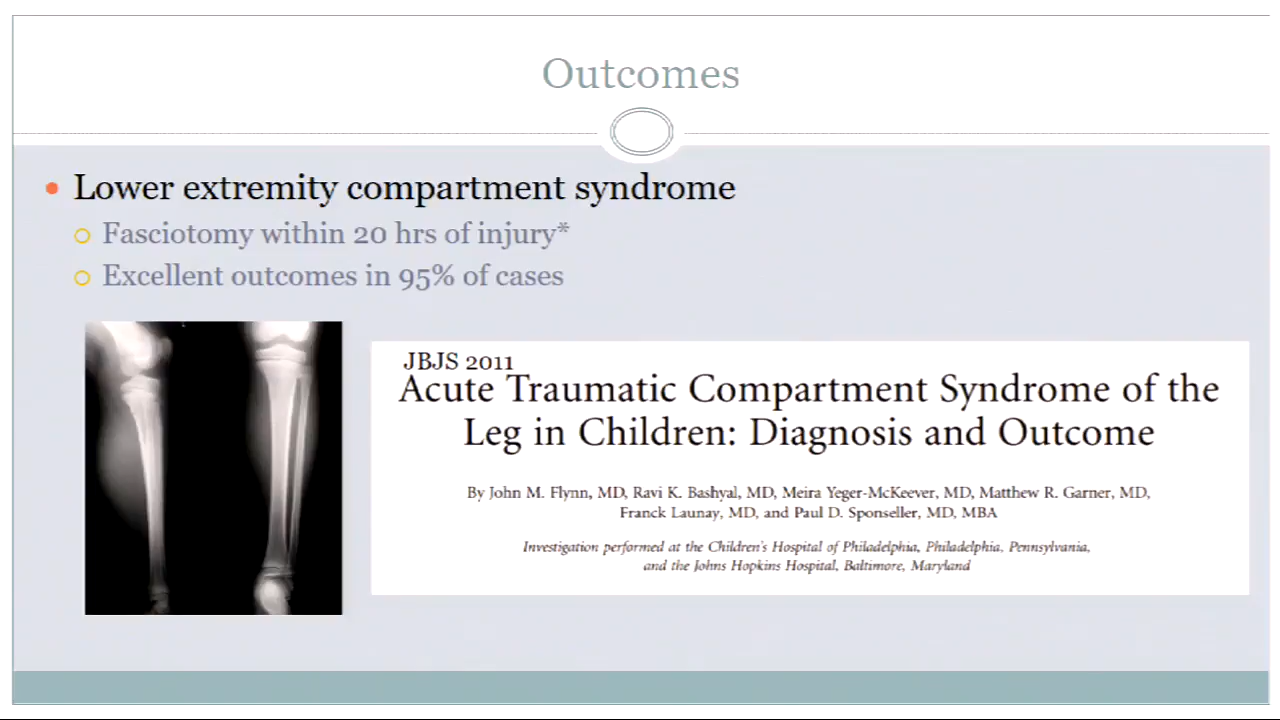 Outcomes
Lower extremity compartment syndrome
Fasciotomy within 20 hrs of injury*
Excellent outcomes in 95% of cases
JBJS 2011
Acute Traumatic Compartment Syndrome of the
Leg in Children: Diagnosis and Outcome
By John M. Flynn, MD, Ravi K. Bashyal, MD, Meira Yeger-McKeever, MD, Matthew R. Garner, MD,
Franck Launay, MD, and Paul D. Sponseller, MD, MBA
Investigation performed at the Children's Hospital of Philadelphia, Philadelphia, Pennsylvania,
and the Johns Hopkins Hospital, Baltimore, Maryland